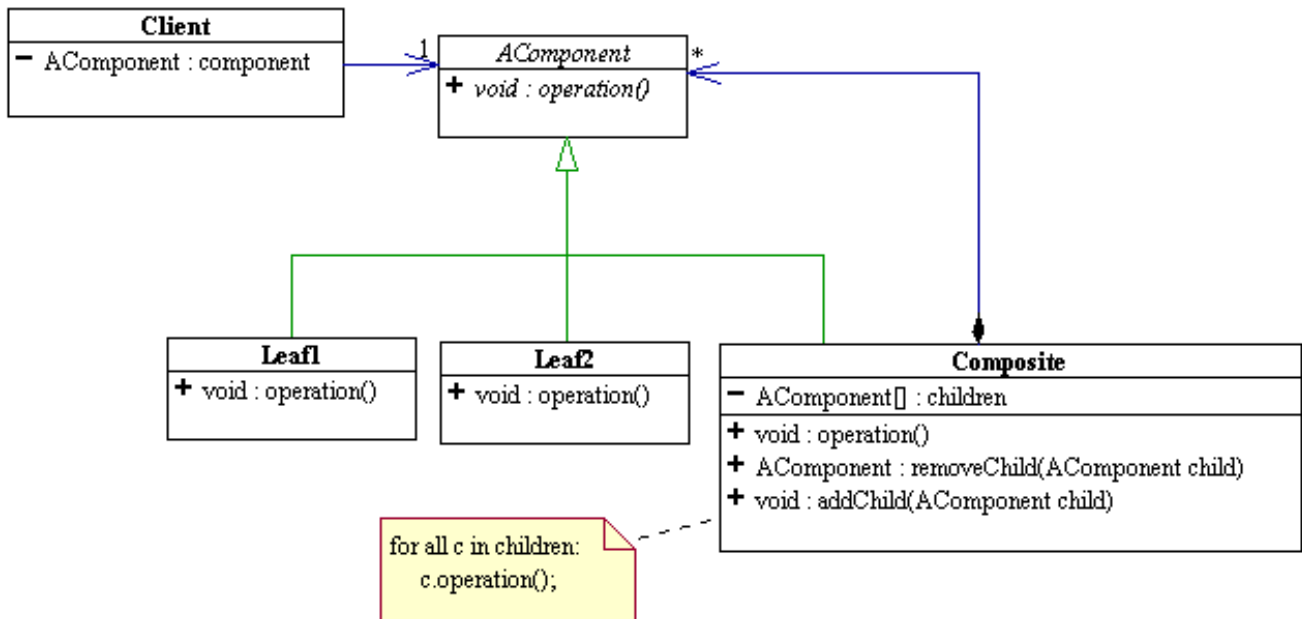 Client
- AComponent : component
1
AComponent
+ void : operation()
*
Leaf1
+ void : operation()
Leaf2
+ void : operation()
Composite
- AComponent[] : children
+ void : operation()
+ AComponent : removeChild(AComponent child)
+ void : addChild(AComponent child)
for all c in children:
c.operation();